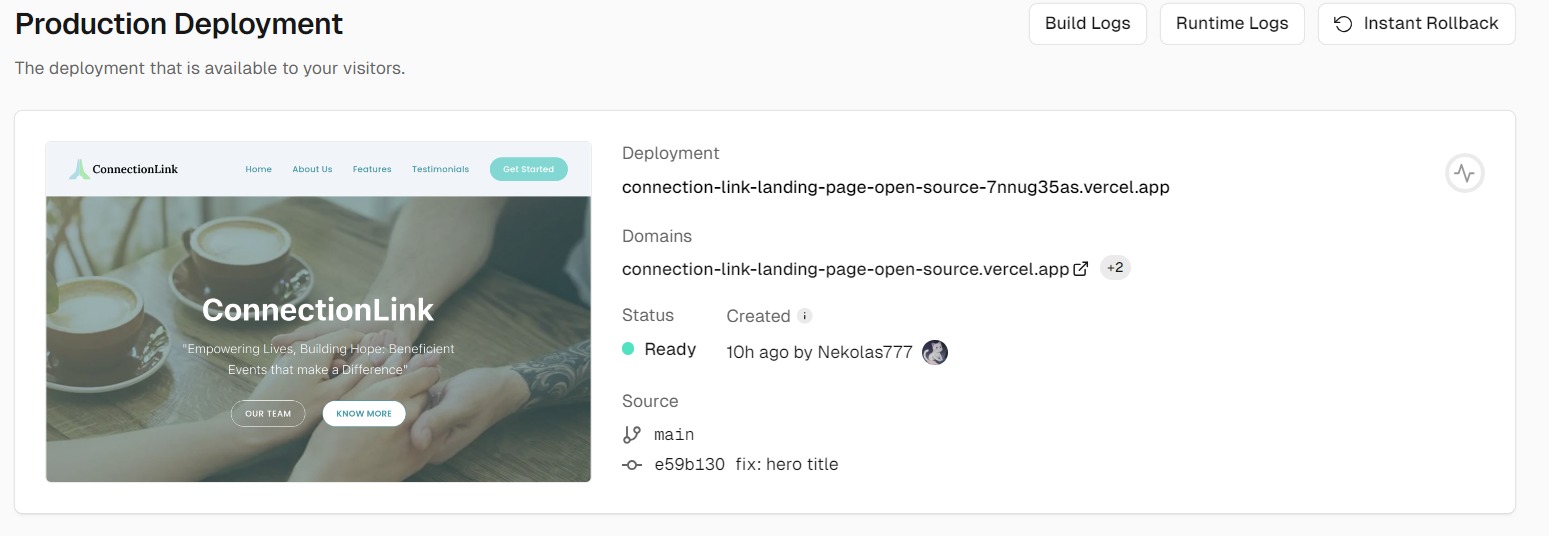 Production Deployment
Build Logs
Runtime Logs
Instant Rollback
The deployment that is available to your visitors.
ConnectionLink
Home
About Us
Features
Testimonials
Get Started
ConnectionLink
"Empowering Lives, Building Hope: Beneficient
Events that make a Difference"
OUR TEAM
KNOW MORE
Deployment
connection-link-landing-page-open-source-7nnug35as.vercel.app
Domains
connection-link-landing-page-open-source.vercel.app +2
Status
Created
Ready
10h ago by Nekolas777
Source
main
e59b130 fix: hero title